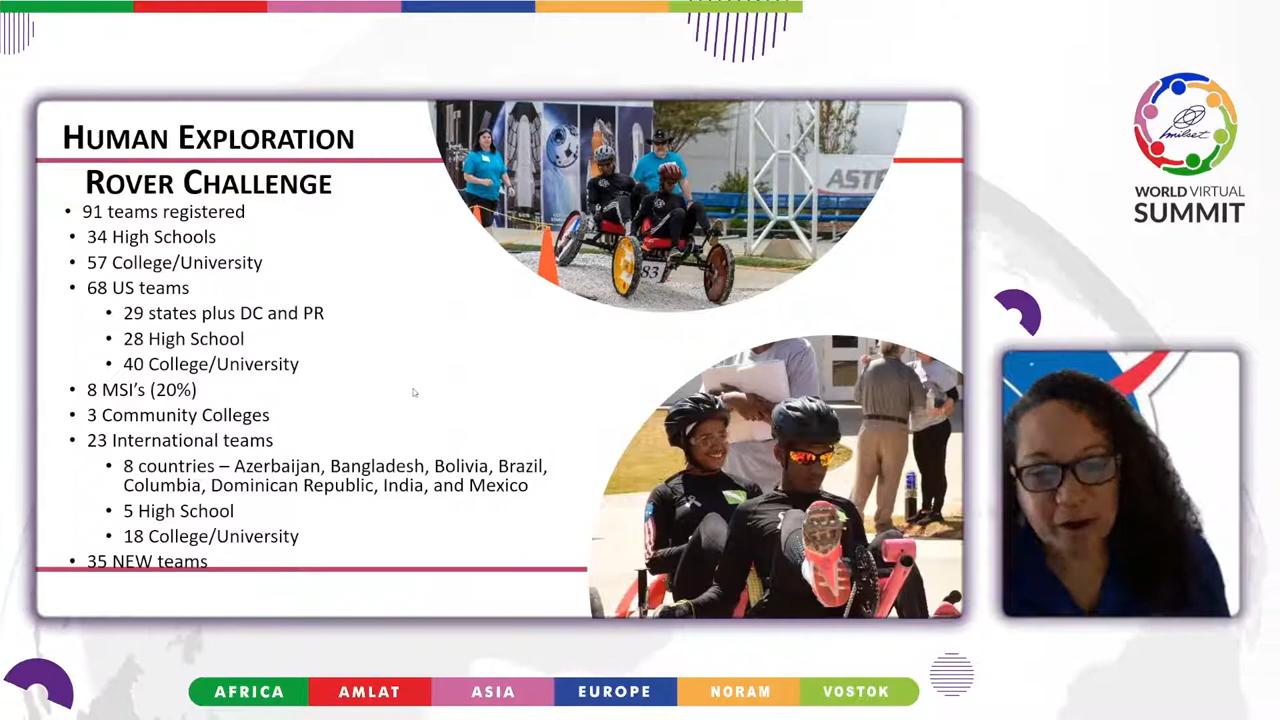 HUMAN EXPLORATION
ROVER CHALLENGE
• 91 teams registered
• 34 High Schools
• 57 College/University
• 68 US teams
• 29 states plus DC and PR
• 28 High School
• 40 College/University
• 8 MSI's (20%)
• 3 Community Colleges
• 23 International teams
• 8 countries – Azerbaijan, Bangladesh, Bolivia, Brazil,
Columbia, Dominican Republic, India, and Mexico
• 5 High School
• 18 College/University
• 35 NEW teams
83
AST
milset
WORLD VIRTUAL
SUMMIT
AFRICA
AMLAT
ASIA
EUROPE
NORAM
VOSTOK